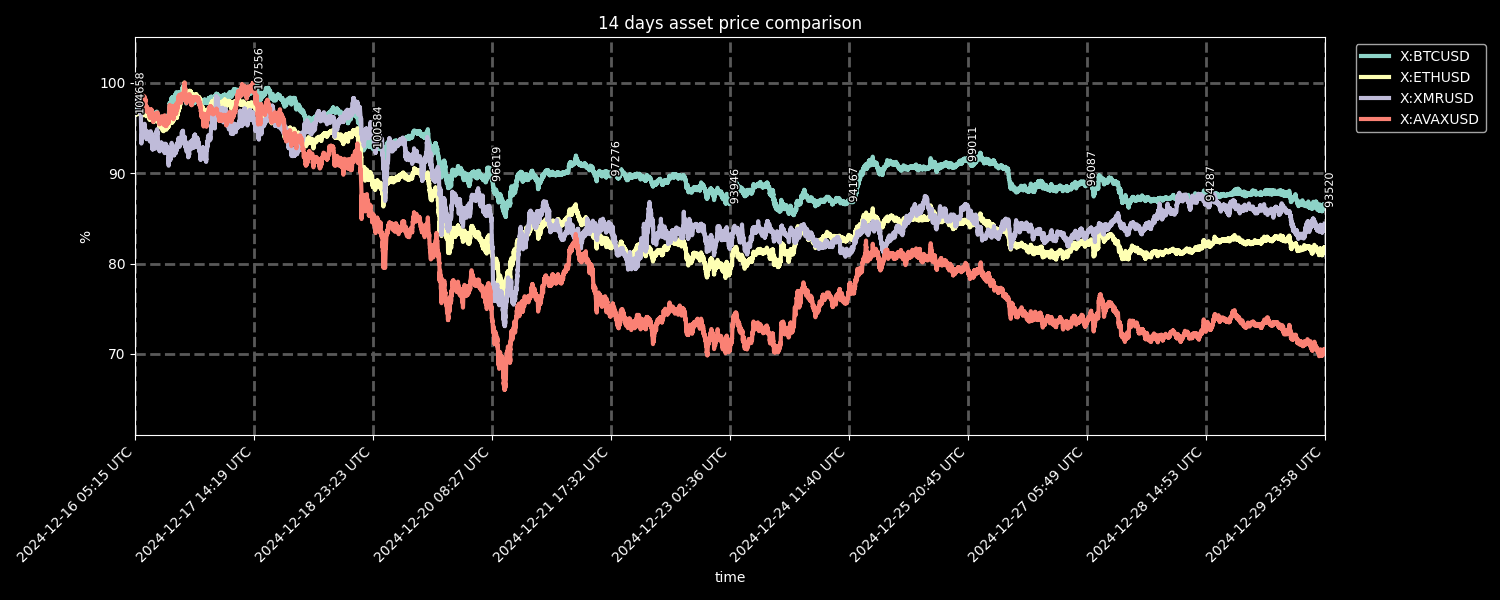 14 days asset price comparison
X:BTCUSD
X:ETHUSD
X:XMRUSD
X:AVAXUSD
100
90
80
70
%
104658
107556
100584
96619
97276
93946
94167
99011
96087
94287
93520
2024-12-16 05:15 UTC
2024-12-17 14:19 UTC
2024-12-18 23:23 UTC
2024-12-20 08:27 UTC
2024-12-21 17:32 UTC
2024-12-23 02:36 UTC
2024-12-24 11:40 UTC
2024-12-25 20:45 UTC
2024-12-27 05:49 UTC
2024-12-28 14:53 UTC
2024-12-29 23:58 UTC
time